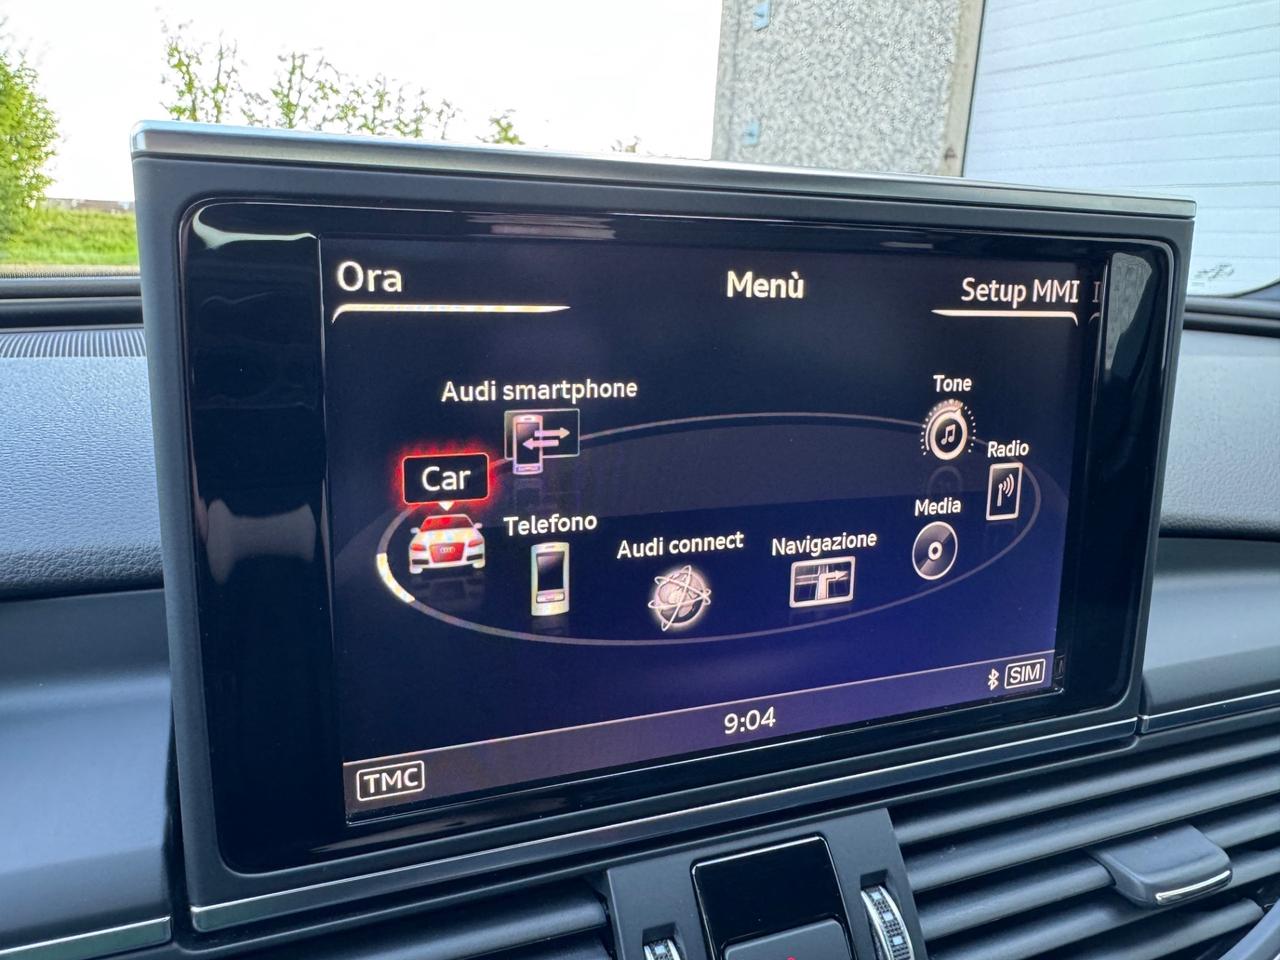 Ora
Menù
Setup MMI
Audi smartphone
Tone
Car
Radio
Telefono
Audi connect
Navigazione
Media
SIM
9:04
TMC